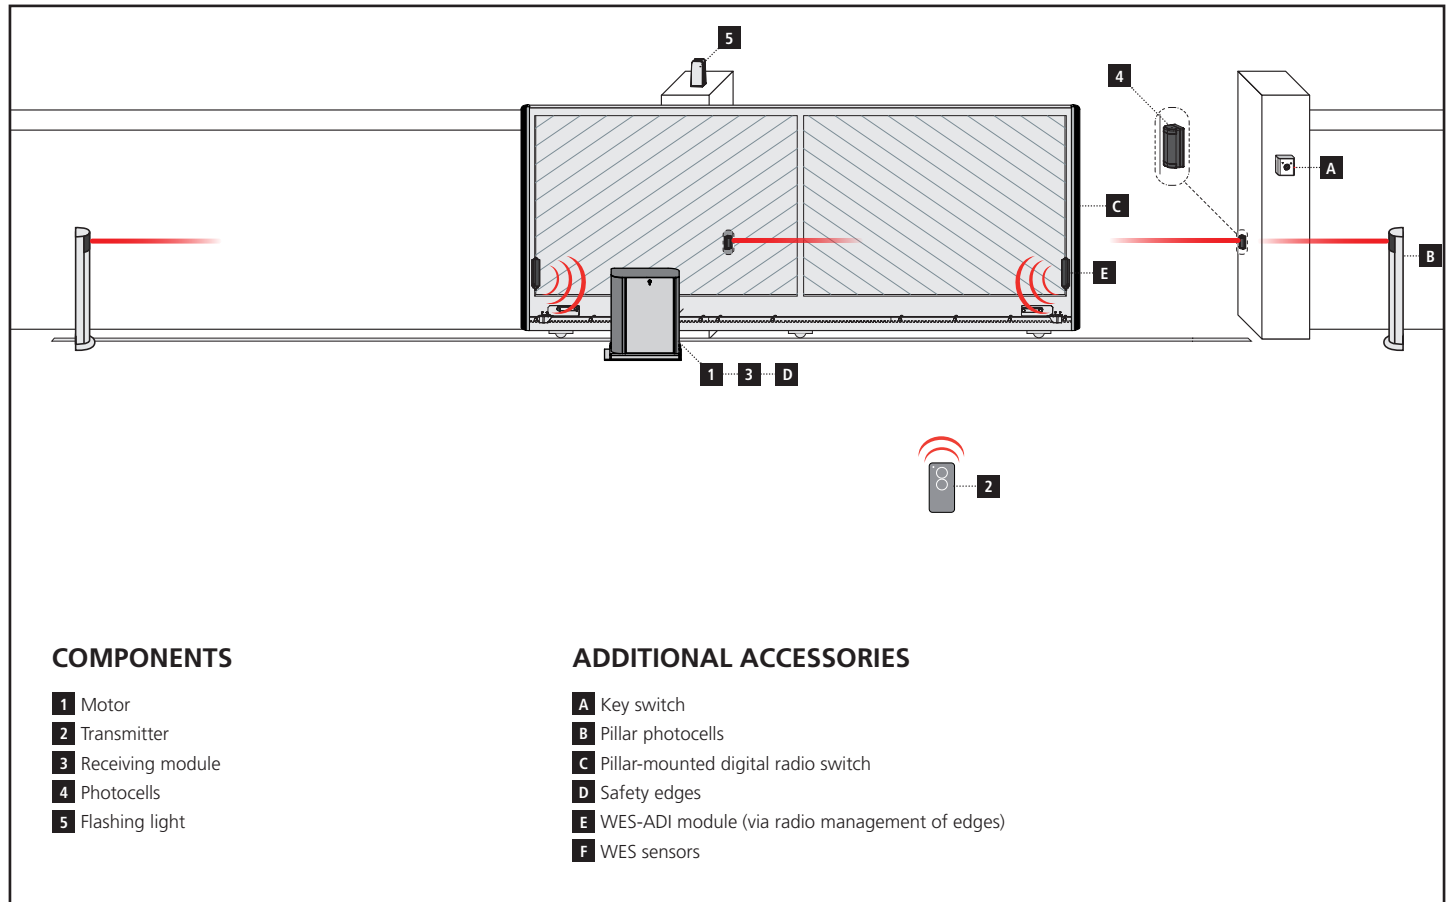 5
4
A
C
B
E
1 3 D
2
COMPONENTS
1 Motor
2 Transmitter
3 Receiving module
4 Photocells
5 Flashing light
ADDITIONAL ACCESSORIES
A Key switch
B Pillar photocells
C Pillar-mounted digital radio switch
D Safety edges
E WES-ADI module (via radio management of edges)
F WES sensors